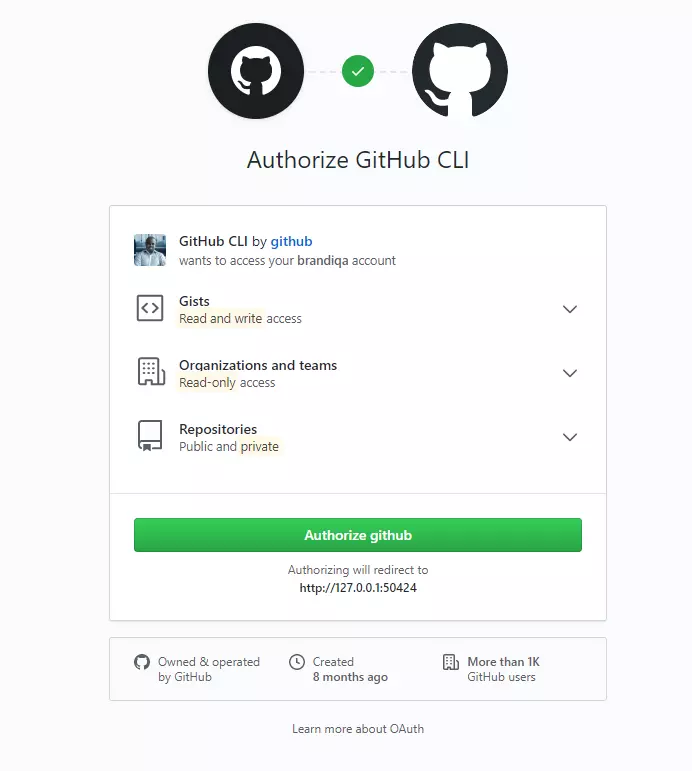 Authorize GitHub CLI
GitHub CLI by github
wants to access your brandiqa account
Gists
Read and write access
Organizations and teams
Read-only access
Repositories
Public and private
Authorize github
Authorizing will redirect to
http://127.0.0.1:50424
Owned & operated
by GitHub
Created
8 months ago
More than 1K
GitHub users
Learn more about OAuth